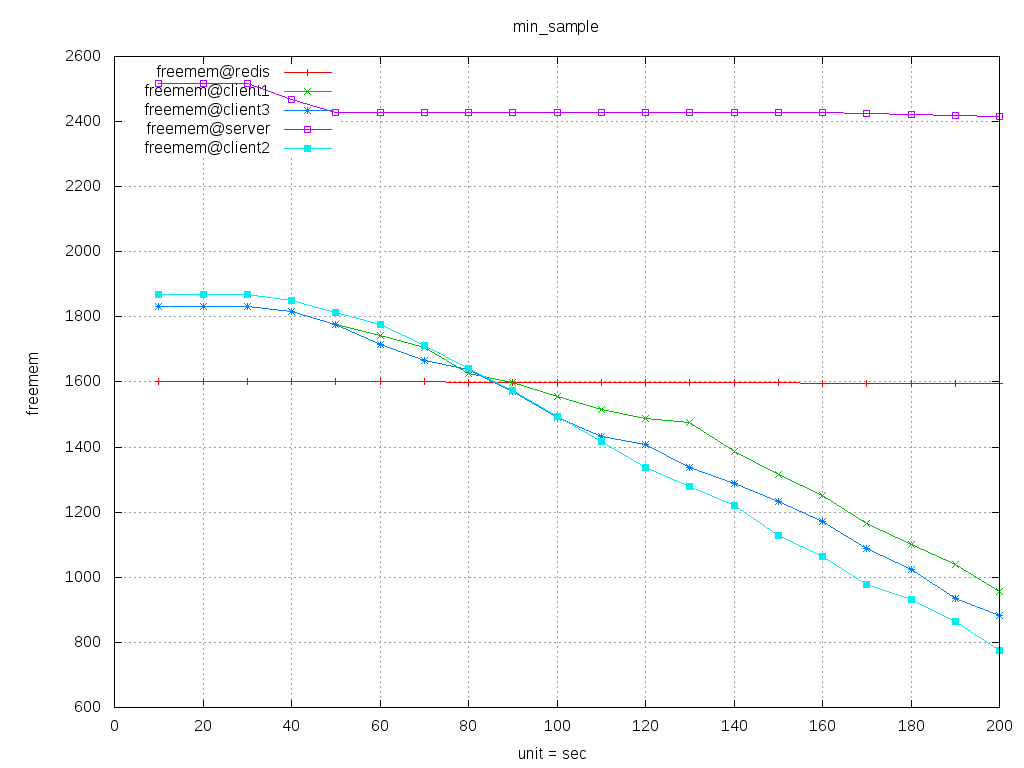 min_sample
freemem@redis
freemem@client1
freemem@client3
freemem@server
freemem@client2
2600
2400
2200
2000
1800
1600
1400
1200
1000
800
600
freemem
0 20 40 60 80 100 120 140 160 180 200
unit = sec